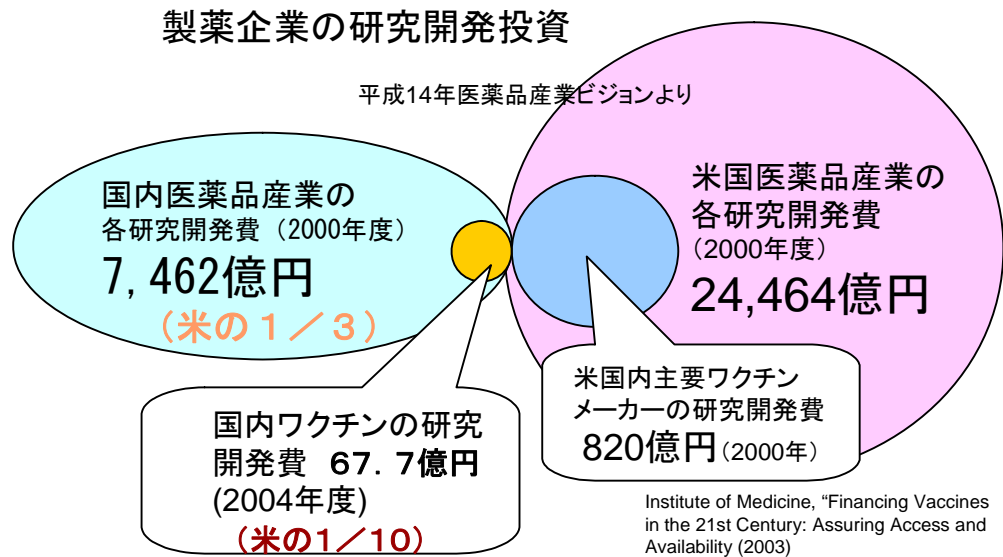 製薬企業の研究開発投資
平成14年医薬品産業ビジョンより
国内医薬品産業の
各研究開発費（2000年度）
7,462億円
（米の１／３）
米国医薬品産業の
各研究開発費
(2000年度)
24,464億円
国内ワクチンの研究
開発費　67．7億円
(2004年度)
（米の1／10）
米国内主要ワクチン
メーカーの研究開発費
820億円(2000年)
Institute of Medicine, “Financing Vaccines
in the 21st Century: Assuring Access and
Availability (2003)